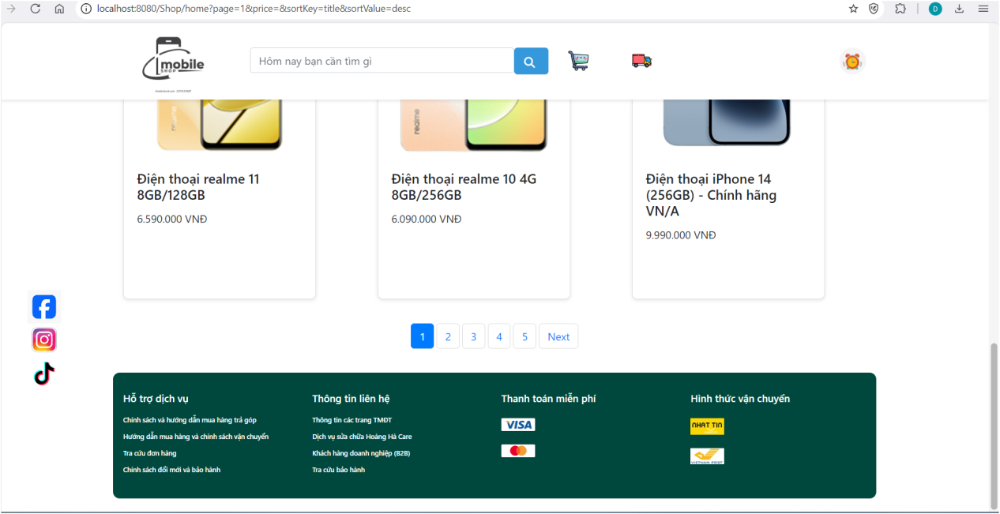 localhost:8080/Shop/home?page=1&price=&sortKey=title&sortValue=desc
D
mobile
SHOP
Hôm nay bạn cần tìm gì
realme
realme
Điện thoại realme 11
8GB/128GB
6.590.000 VNĐ
Điện thoại realme 10 4G
8GB/256GB
6.090.000 VNĐ
Điện thoại iPhone 14
(256GB) - Chính hãng
VN/A
9.990.000 VNĐ
1 2 3 4 5 Next
Hỗ trợ dịch vụ
Chính sách và hướng dẫn mua hàng trả góp
Hướng dẫn mua hàng và chính sách vận chuyển
Tra cứu đơn hàng
Chính sách đổi mới và bảo hành
Thông tin liên hệ
Thông tin các trang TMĐT
Dịch vụ sửa chữa Hoàng Hà Care
Khách hàng doanh nghiệp (B2B)
Tra cứu bảo hành
Thanh toán miễn phí
VISA
Hình thức vận chuyển
NHAT TIN
VIETNAM POST